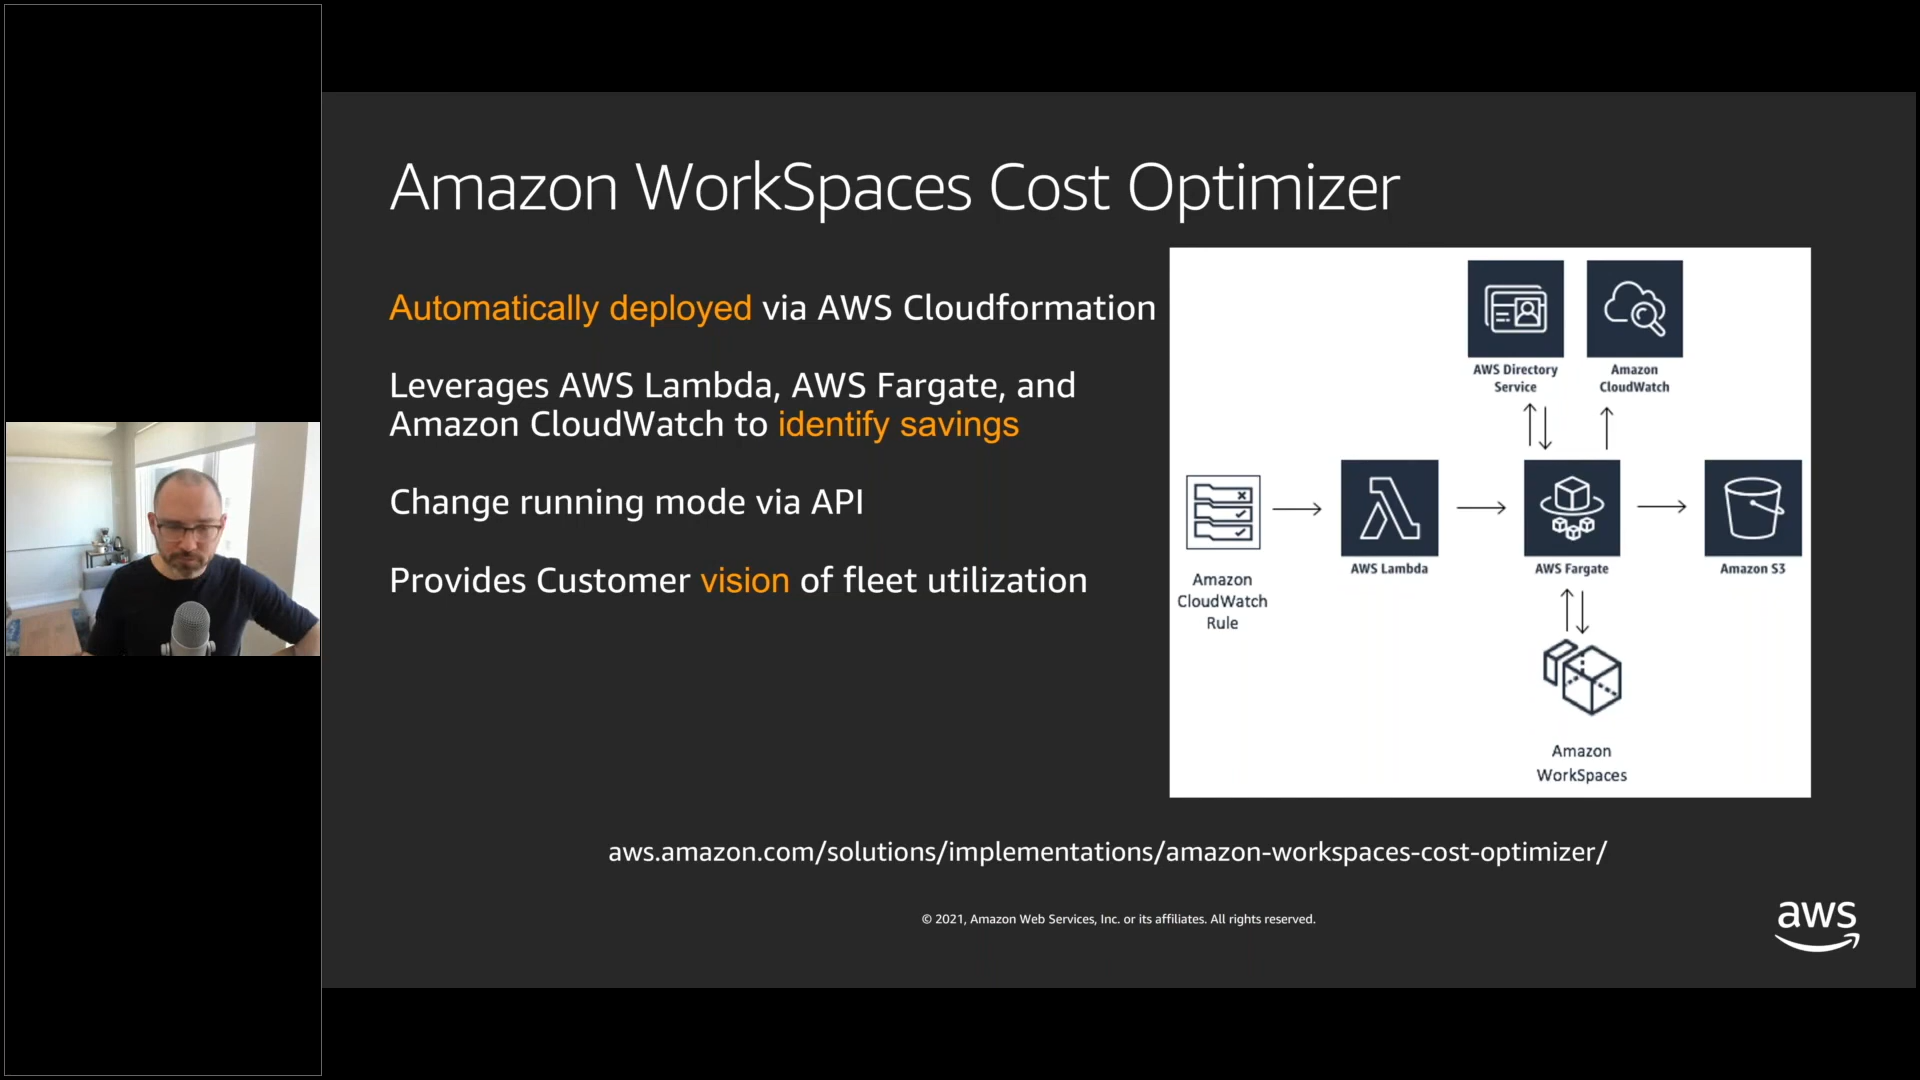 Amazon WorkSpaces Cost Optimizer
Automatically deployed via AWS Cloudformation
Leverages AWS Lambda, AWS Fargate, and
Amazon CloudWatch to identify savings
Change running mode via API
Provides Customer vision of fleet utilization
AWS Directory
Service
Amazon
CloudWatch
Amazon
CloudWatch
Rule
AWS Lambda
AWS Fargate
Amazon S3
Amazon
WorkSpaces
aws.amazon.com/solutions/implementations/amazon-workspaces-cost-optimizer/
© 2021, Amazon Web Services, Inc. or its affiliates. All rights reserved.
aws